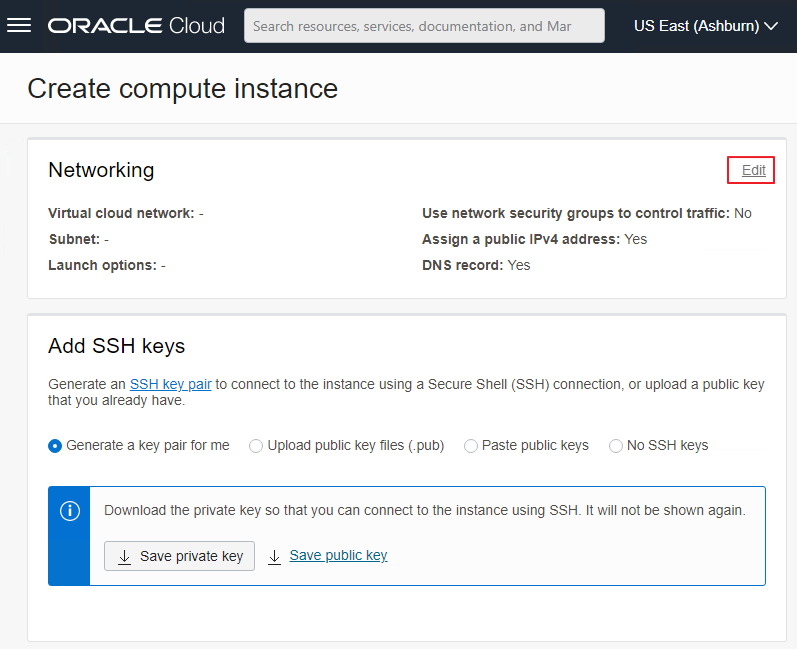 ORACLE Cloud
Search resources, services, documentation, and Mar
US East (Ashburn)
Create compute instance
Networking
Edit
Virtual cloud network: -
Use network security groups to control traffic: No
Subnet: -
Assign a public IPv4 address: Yes
Launch options: -
DNS record: Yes
Add SSH keys
Generate an SSH key pair to connect to the instance using a Secure Shell (SSH) connection, or upload a public key
that you already have.
Generate a key pair for me
Upload public key files (.pub)
Paste public keys
No SSH keys
Download the private key so that you can connect to the instance using SSH. It will not be shown again.
Save private key
Save public key